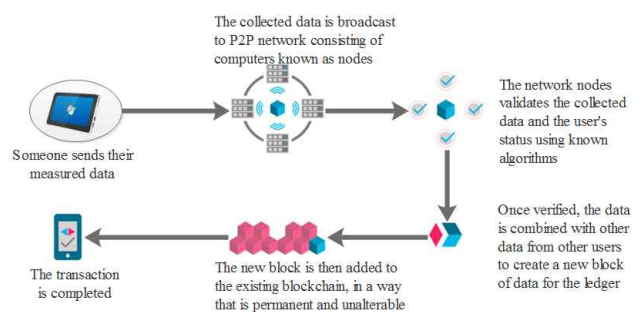 The collected data is broadcast
to P2P network consisting of
computers known as nodes
Someone sends their
measured data
The network nodes
validates the collected
data and the user's
status using known
algorithms
Once verified, the data
is combined with other
data from other users
to create a new block
of data for the ledger
The new block is then added to
the existing blockchain, in a way
that is permanent and unalterable
The transaction
is completed